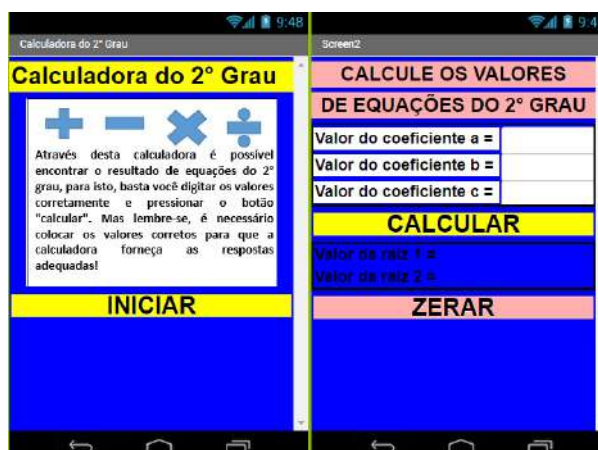 9:48
Calculadora do 2° Grau
Calculadora do 2° Grau
Através desta calculadora é possível
encontrar o resultado de equações do 2°
grau, para isto, basta você digitar os valores
corretamente e pressionar o botão
"calcular". Mas lembre-se, é necessário
colocar os valores corretos para que a
calculadora forneça as respostas
adequadas!
INICIAR
9:4
Screen2
CALCULE OS VALORES
DE EQUAÇÕES DO 2° GRAU
Valor do coeficiente a =
Valor do coeficiente b =
Valor do coeficiente c =
CALCULAR
Valor da raiz 1 =
Valor da raiz 2 =
ZERAR